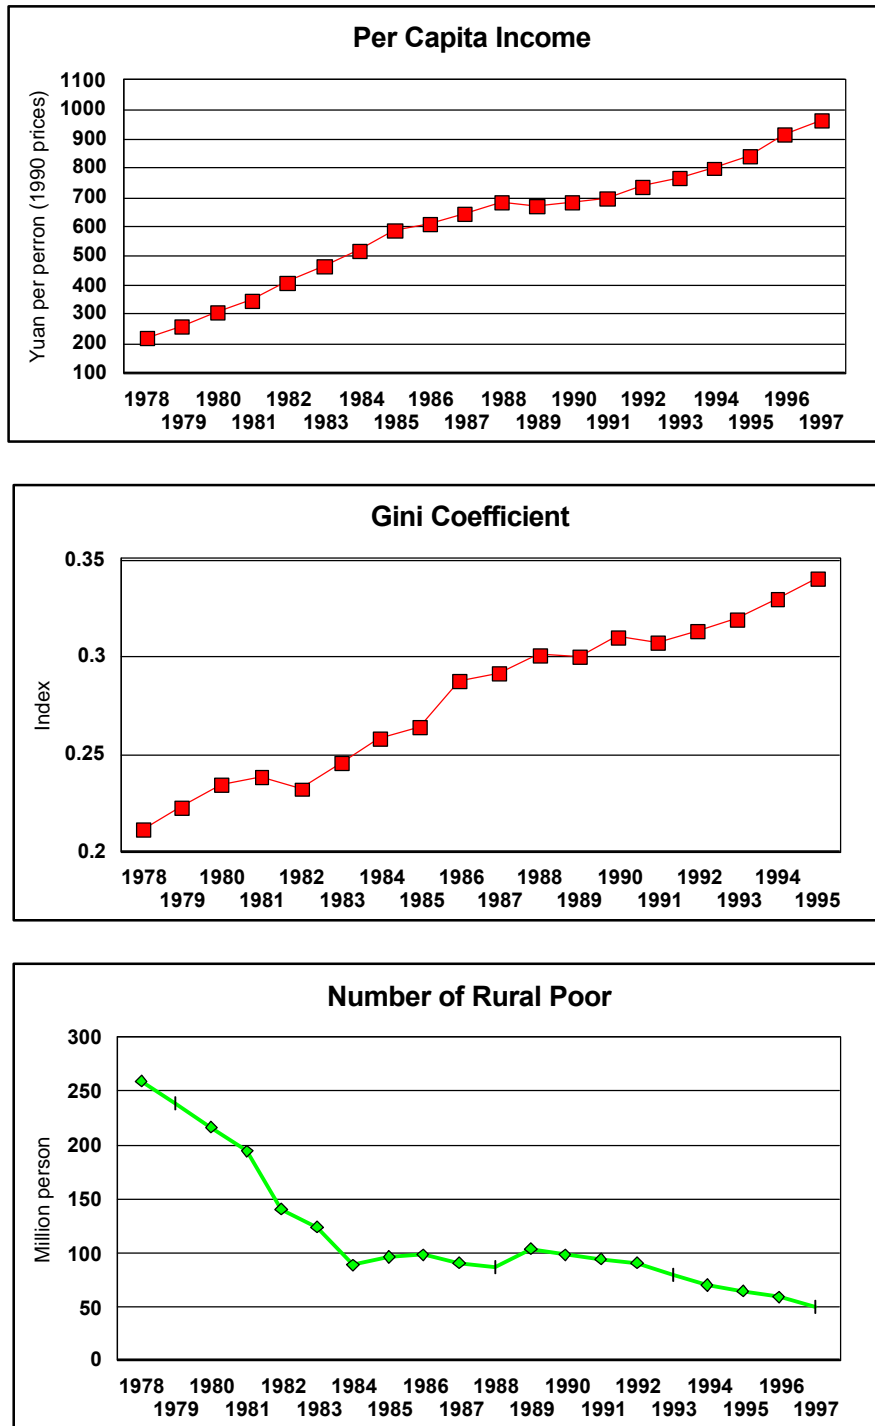 Per Capita Income
Yuan per perron (1990 prices)
1100
1000
900
800
700
600
500
400
300
200
100
1978 1980 1982 1984 1986 1988 1990 1992 1994 1996
1979 1981 1983 1985 1987 1989 1991 1993 1995 1997
Gini Coefficient
Index
0.35
0.3
0.25
0.2
1978 1980 1982 1984 1986 1988 1990 1992 1994
1979 1981 1983 1985 1987 1989 1991 1993 1995
Number of Rural Poor
Million person
300
250
200
150
100
50
0
1978 1980 1982 1984 1986 1988 1990 1992 1994 1996
1979 1981 1983 1985 1987 1989 1991 1993 1995 1997